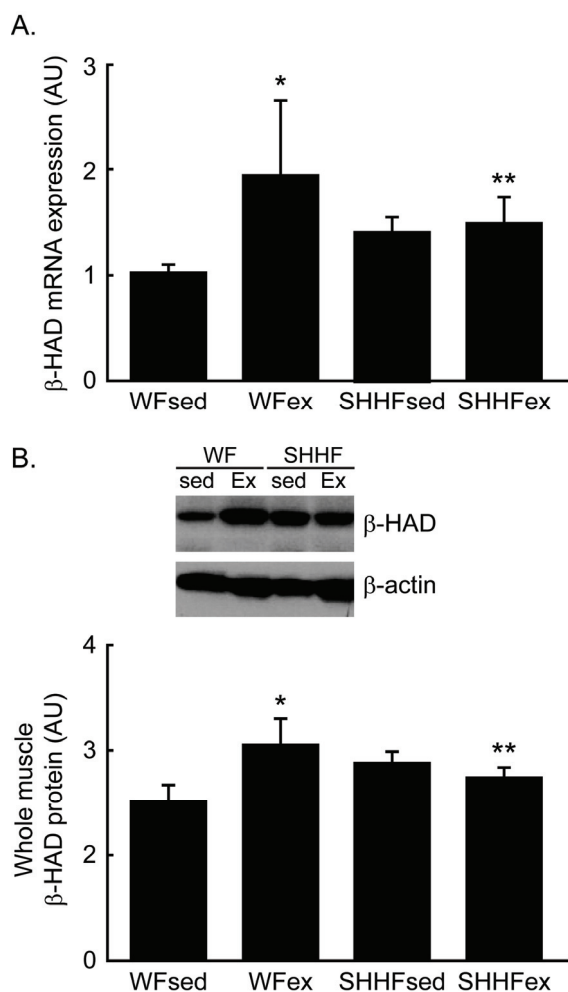 A.
β-HAD mRNA expression (AU)
3
2
1
0
*
**
WFsed WFex SHHFsed SHHFex
B.
WF SHHF
sed Ex sed Ex
β-HAD
β-actin
Whole muscle
β-HAD protein (AU)
4
3
2
0
*
**
WFsed WFex SHHFsed SHHFex